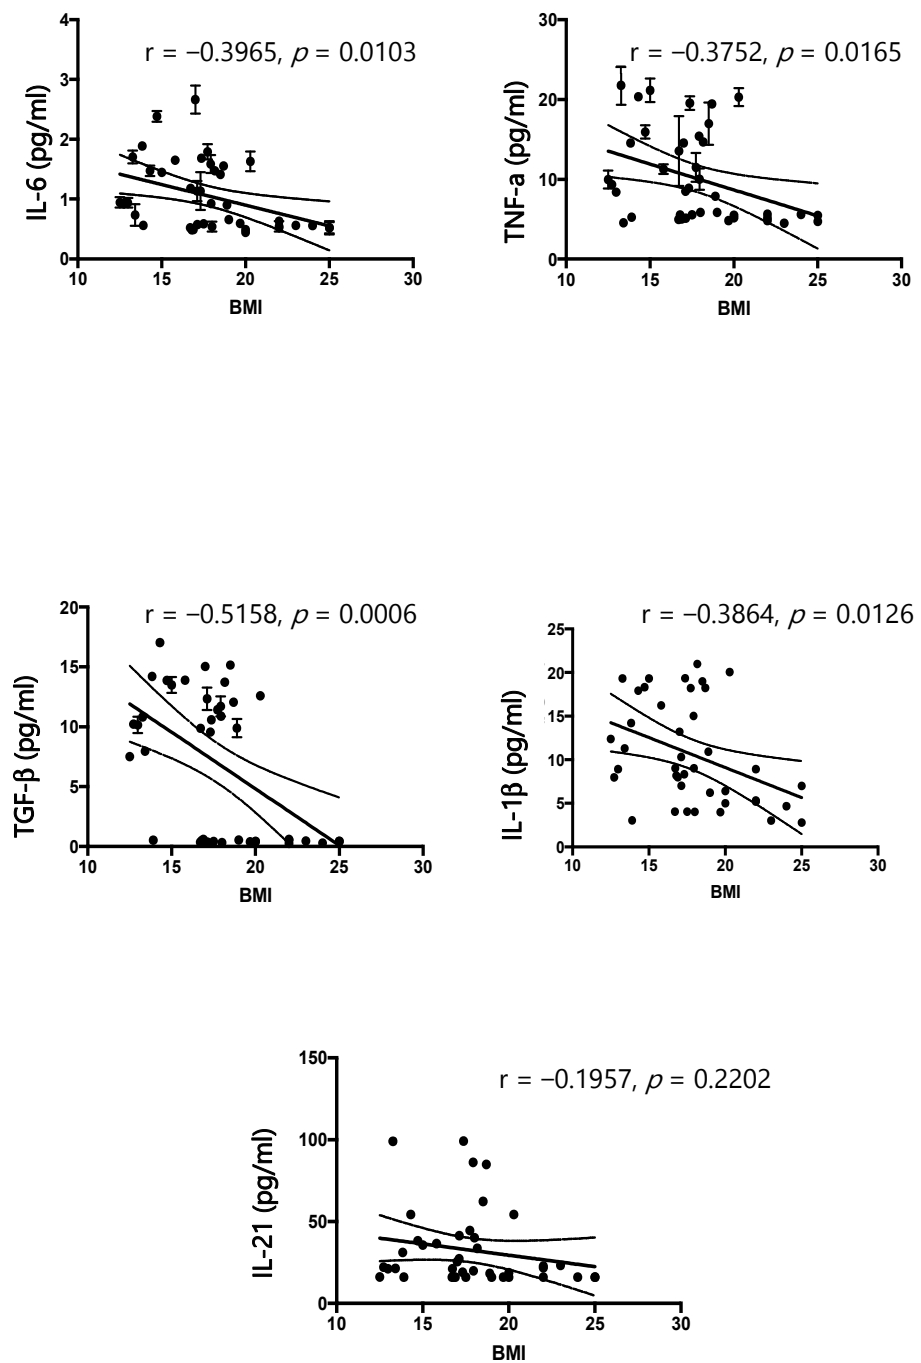 r = −0.3965, p = 0.0103
IL-6 (pg/ml)
4
3
2
1
0
10 15 20 25 30
BMI
r = −0.3752, p = 0.0165
TNF-a (pg/ml)
30
20
10
0
10 15 20 25 30
BMI
r = −0.5158, p = 0.0006
TGF-β (pg/ml)
20
15
10
5
0
10 15 20 25 30
BMI
r = −0.3864, p = 0.0126
IL-1β (pg/ml)
25
20
15
10
5
0
10 15 20 25 30
BMI
r = −0.1957, p = 0.2202
IL-21 (pg/ml)
150
100
50
0
10 15 20 25 30
BMI